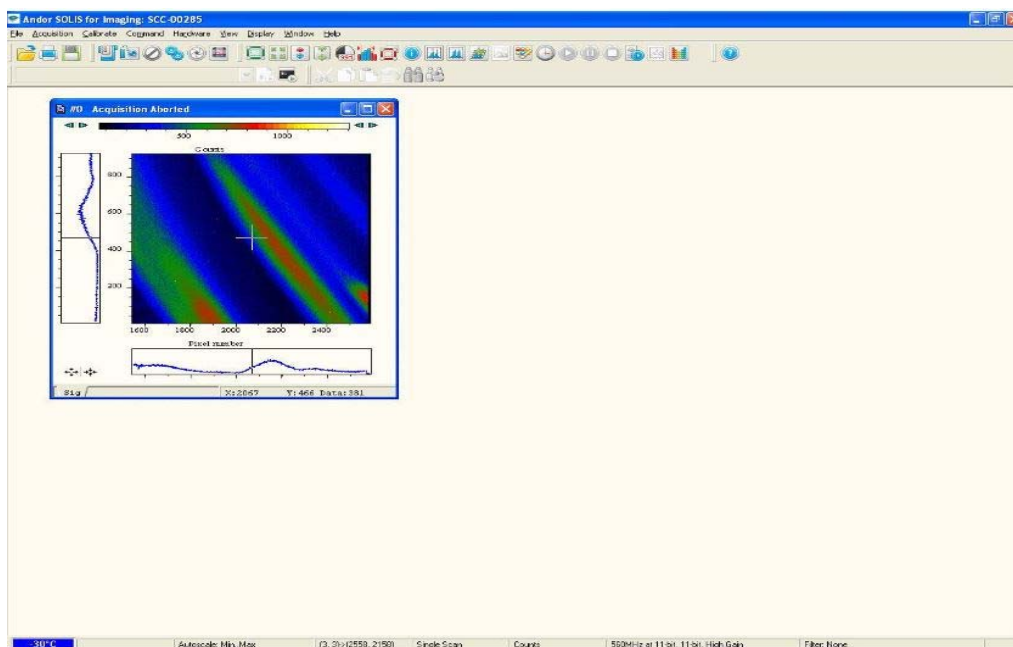 Andor SOLIS for Imaging: SCC-00285
File Acquisition Calibrate Command Hardware View Display Window Help
#0 Acquisition Aborted
500 1000
Counts
800
600
400
200
1600 1800 2000 2200 2400
Pixel number
Sig X:2067 Y:466 Data:381
-30°C Autoscale: Min, Max (3, 3)->(2558, 2158) Single Scan Counts 560MHz at 11-bit, 11-bit, High Gain Filter: None